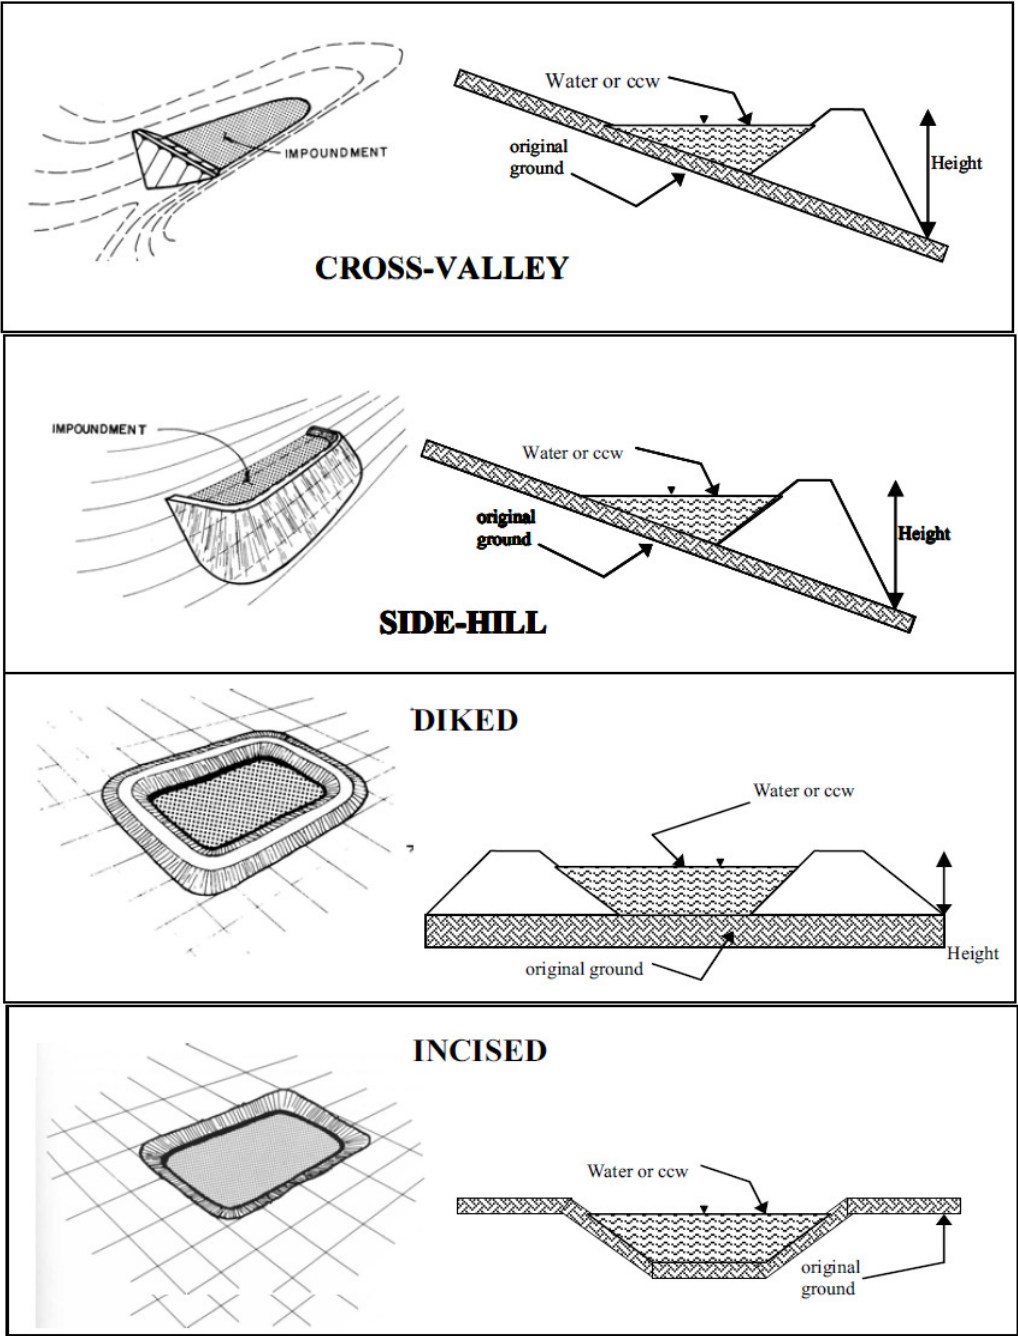 Water or ccw
IMPOUNDMENT
original
ground
Height
CROSS-VALLEY
IMPOUNDMENT
Water or ccw
original
ground
Height
SIDE-HILL
DIKED
Water or ccw
Height
original ground
INCISED
Water or ccw
original
ground